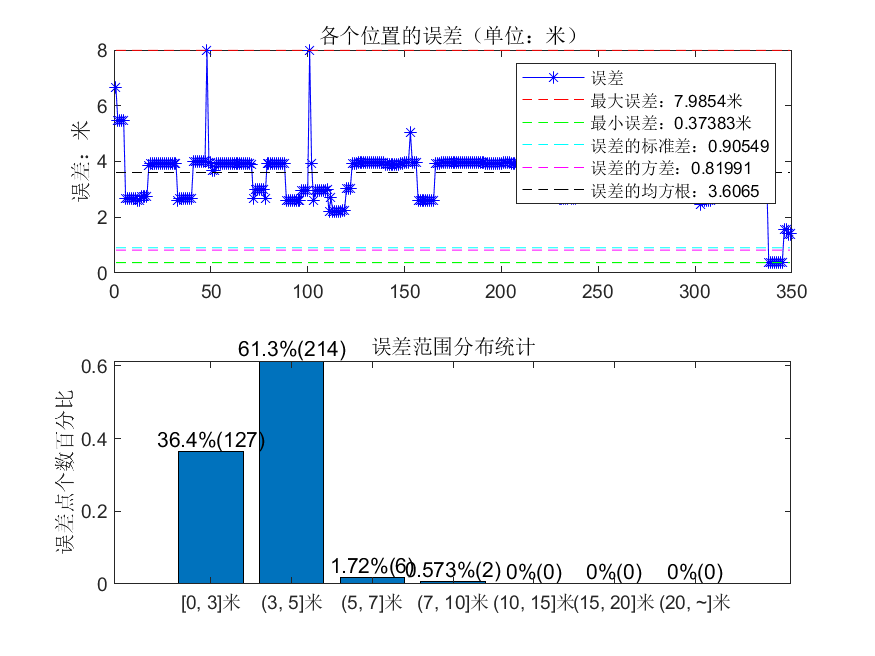 各个位置的误差（单位：米）
8
6
4
2
0
误差：米
误差
最大误差：7.9854米
最小误差：0.37383米
误差的标准差：0.90549
误差的方差：0.81991
误差的均方根：3.6065
0 50 100 150 200 250 300 350
误差范围分布统计
0.6
0.4
0.2
0
误差点个数百分比
36.4%(127)
61.3%(214)
1.72%(6)
0.573%(2)
0%(0)
0%(0)
0%(0)
[0, 3]米 (3, 5]米 (5, 7]米 (7, 10]米 (10, 15]米 (15, 20]米 (20, ~]米